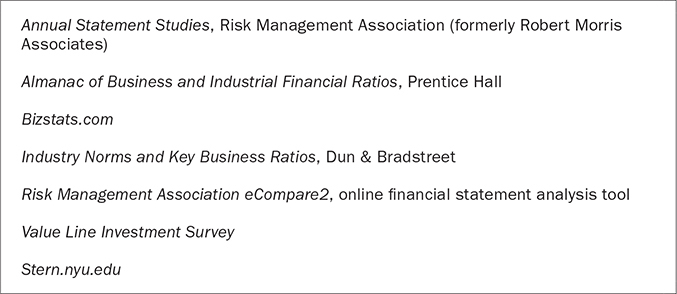 Annual Statement Studies, Risk Management Association (formerly Robert Morris
Associates)
Almanac of Business and Industrial Financial Ratios, Prentice Hall
Bizstats.com
Industry Norms and Key Business Ratios, Dun & Bradstreet
Risk Management Association eCompare2, online financial statement analysis tool
Value Line Investment Survey
Stern.nyu.edu